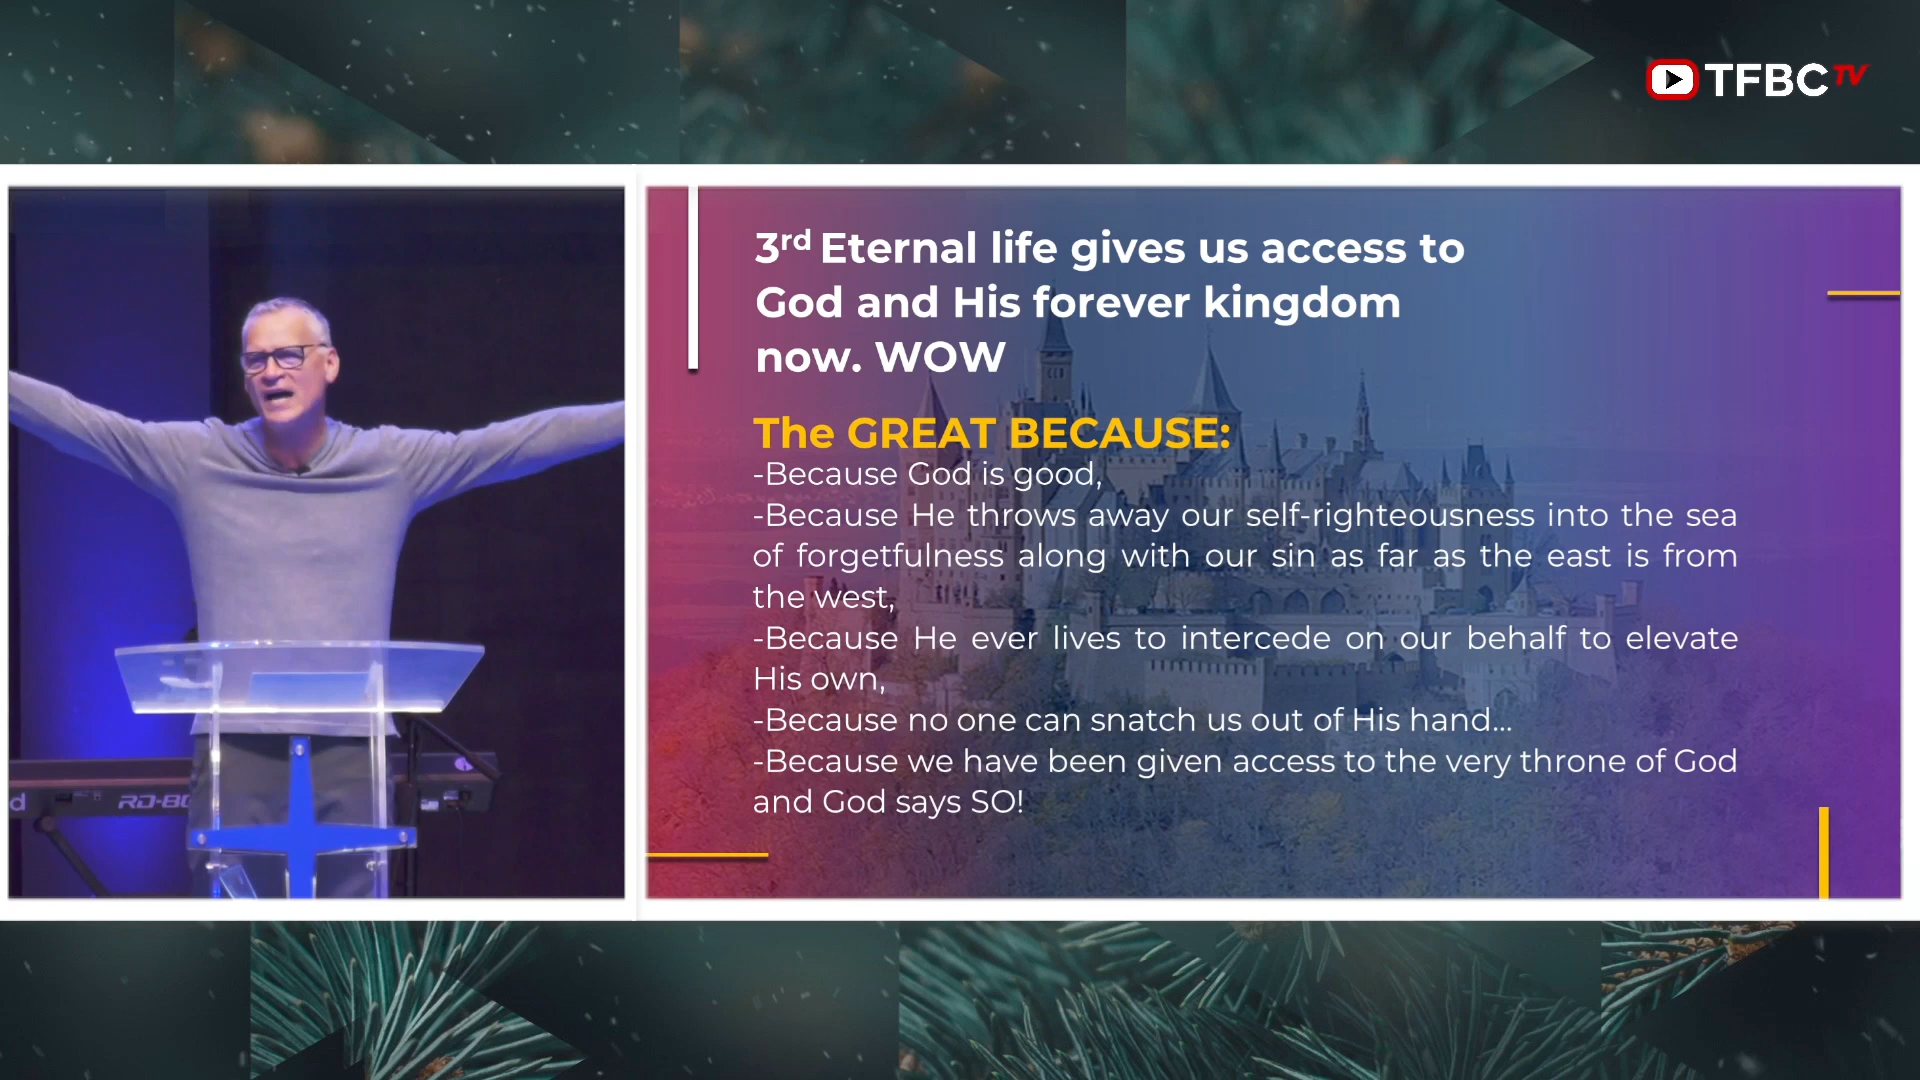 TFBC TV
3rd Eternal life gives us access to
God and His forever kingdom
now. WOW
The GREAT BECAUSE:
-Because God is good,
-Because He throws away our self-righteousness into the sea
of forgetfulness along with our sin as far as the east is from
the west,
-Because He ever lives to intercede on our behalf to elevate
His own,
-Because no one can snatch us out of His hand...
-Because we have been given access to the very throne of God
and God says SO!